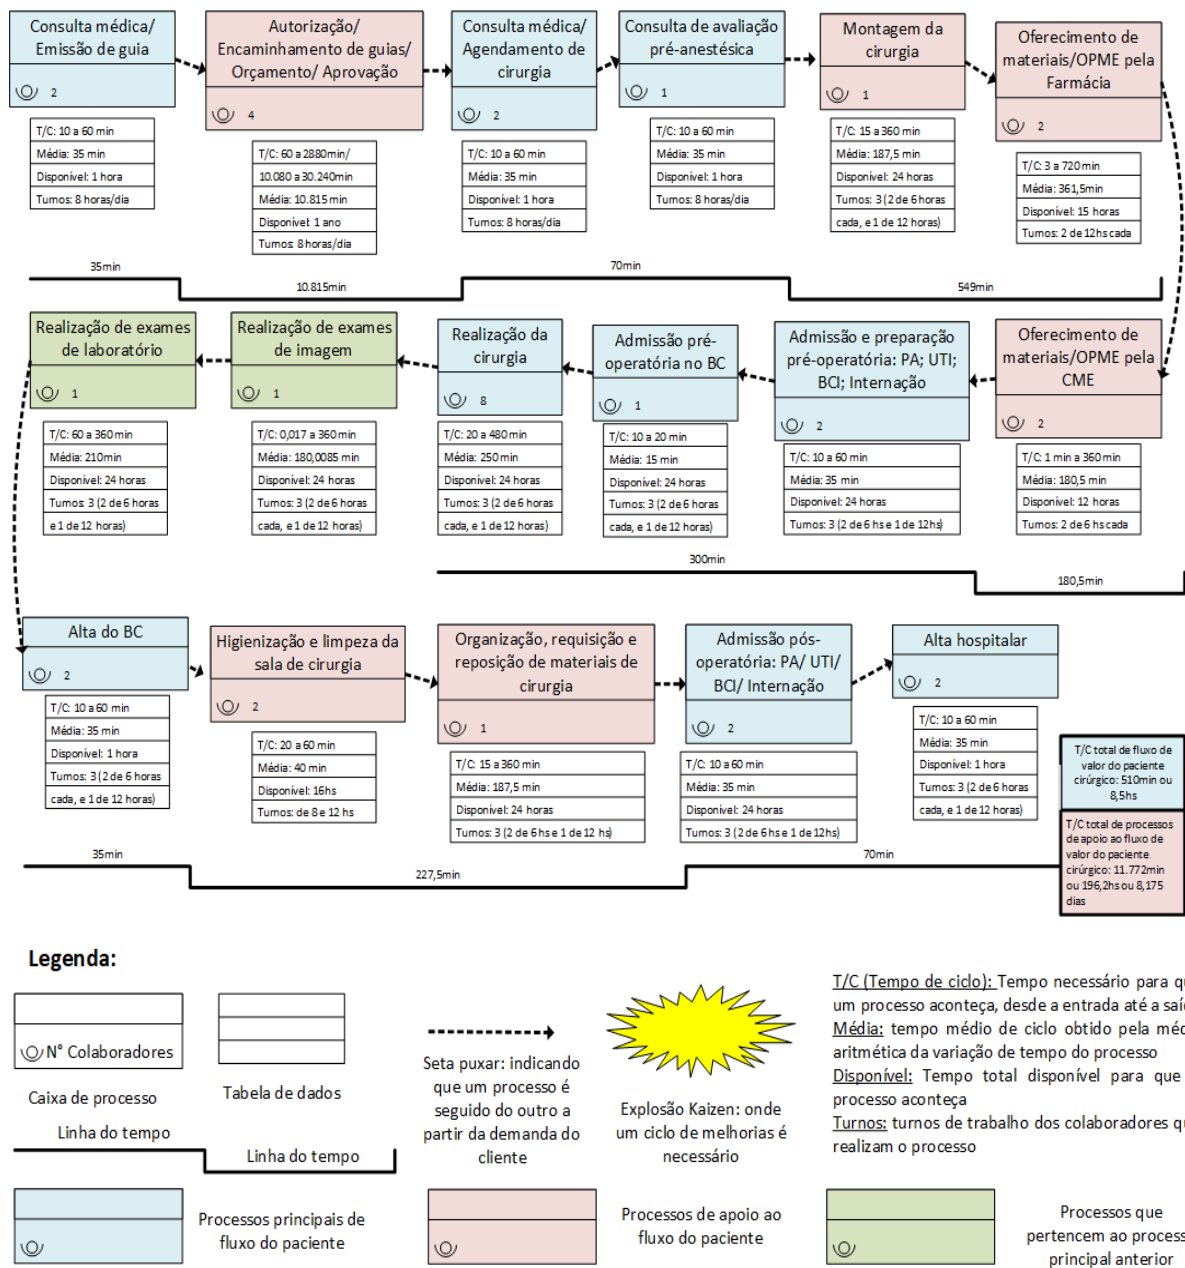 Consulta médica/
Emissão de guia
2
T/C: 10 a 60 min
Média: 35 min
Disponível: 1 hora
Turnos: 8 horas/dia
Autorização/
Encaminhamento de guias/
Orçamento/ Aprovação
4
T/C: 60 a 2880min/
10.080 a 30.240min
Média: 10.815 min
Disponível: 1 ano
Turnos: 8 horas/dia
Consulta médica/
Agendamento de
cirurgia
2
T/C: 10 a 60 min
Média: 35 min
Disponível: 1 hora
Turnos: 8 horas/dia
Consulta de avaliação
pré-anestésica
1
T/C: 10 a 60 min
Média: 35 min
Disponível: 1 hora
Turnos: 8 horas/dia
Montagem da
cirurgia
1
T/C: 15 a 360 min
Média: 187,5 min
Disponível: 24 horas
Turnos: 3 (2 de 6 horas
cada, e 1 de 12 horas)
Oferecimento de
materiais/OPME pela
Farmácia
2
T/C: 3 a 720min
Média: 361,5min
Disponível: 15 horas
Turnos: 2 de 12hs cada
35min
10.815min
70min
549min
Realização de exames
de laboratório
1
T/C: 60 a 360 min
Média: 210min
Disponível: 24 horas
Turnos: 3 (2 de 6 horas
e 1 de 12 horas)
Realização de exames
de imagem
1
T/C: 0,017 a 360 min
Média: 180,0085 min
Disponível: 24 horas
Turnos: 3 (2 de 6 horas
cada, e 1 de 12 horas)
Realização da
cirurgia
8
T/C: 20 a 480 min
Média: 250 min
Disponível: 24 horas
Turnos: 3 (2 de 6 horas
cada, e 1 de 12 horas)
Admissão pré-
operatória no BC
1
T/C: 10 a 20 min
Média: 15 min
Disponível: 24 horas
Turnos: 3 (2 de 6 horas
cada, e 1 de 12 horas)
Admissão e preparação
pré-operatória: PA; UTI;
BCI; Internação
2
T/C: 10 a 60 min
Média: 35 min
Disponível: 24 horas
Turnos: 3 (2 de 6 hs e 1 de 12hs)
Oferecimento de
materiais/OPME pela
CME
2
T/C: 1 min a 360 min
Média: 180,5 min
Disponível: 12 horas
Turnos: 2 de 6 hs cada
300min
180,5min
Alta do BC
2
T/C: 10 a 60 min
Média: 35 min
Disponível: 1 hora
Turnos: 3 (2 de 6 horas
cada, e 1 de 12 horas)
Higienização e limpeza da
sala de cirurgia
2
T/C: 20 a 60 min
Média: 40 min
Disponível: 16hs
Turnos: de 8 e 12 hs
Organização, requisição e
reposição de materiais de
cirurgia
1
T/C: 15 a 360 min
Média: 187,5 min
Disponível: 24 horas
Turnos: 3 (2 de 6 hs e 1 de 12 hs)
Admissão pós-
operatória: PA/ UTI/
BCI/ Internação
2
T/C: 10 a 60 min
Média: 35 min
Disponível: 24 horas
Turnos: 3 (2 de 6 hs e 1 de 12hs)
Alta hospitalar
2
T/C: 10 a 60 min
Média: 35 min
Disponível: 1 hora
Turnos: 3 (2 de 6 horas
cada, e 1 de 12 horas)
T/C total de fluxo de
valor do paciente
cirúrgico: 510min ou
8,5hs
T/C total de processos
de apoio ao fluxo de
valor do paciente
cirúrgico: 11.772min
ou 196,2hs ou 8,175
dias
35min
227,5min
70min
Legenda:
N° Colaboradores
Caixa de processo
Tabela de dados
Linha do tempo
Linha do tempo
Seta puxar: indicando
que um processo é
seguido do outro a
partir da demanda do
cliente
Explosão Kaizen: onde
um ciclo de melhorias é
necessário
T/C (Tempo de ciclo): Tempo necessário para qu
um processo aconteça, desde a entrada até a saíd
Média: tempo médio de ciclo obtido pela méd
aritmética da variação de tempo do processo
Disponível: Tempo total disponível para que
processo aconteça
Turnos: turnos de trabalho dos colaboradores qu
realizam o processo
Processos principais de
fluxo do paciente
Processos de apoio ao
fluxo do paciente
Processos que
pertencem ao process
principal anterior